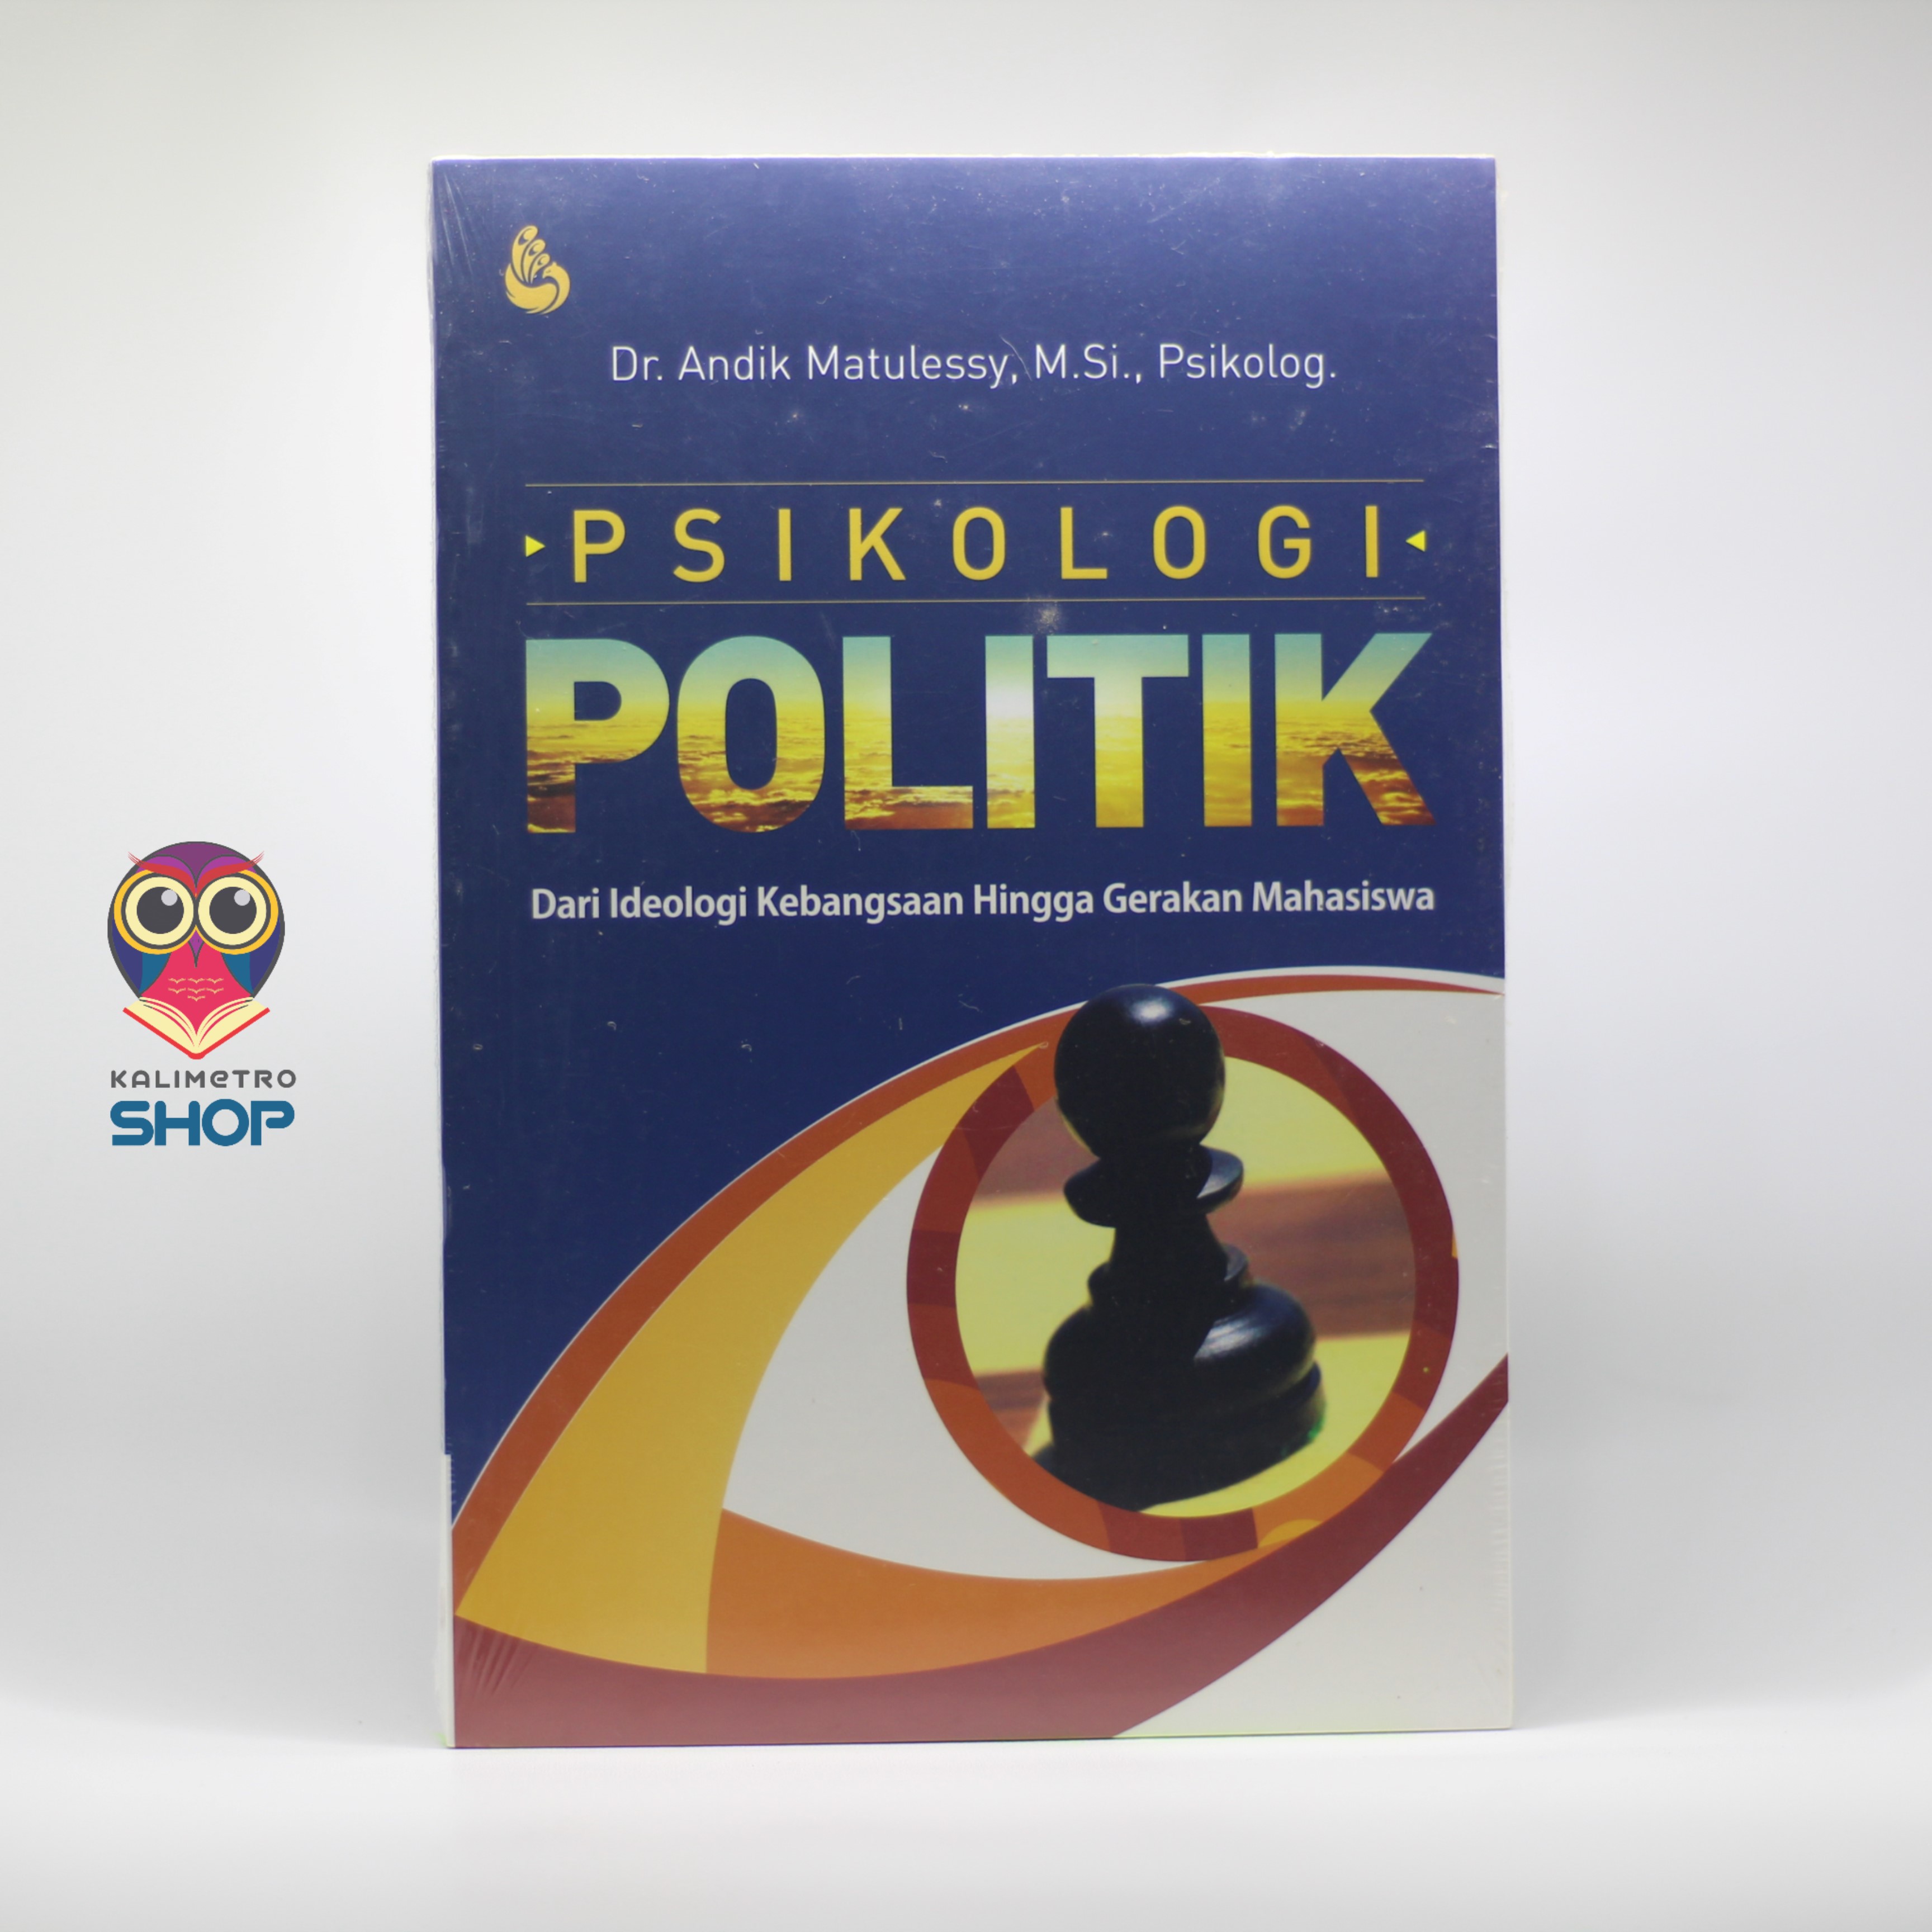 Dr. Andik Matulessy, M.Si., Psikolog.
PSIKOLOGI
POLITIK
Dari Ideologi Kebangsaan Hingga Gerakan Mahasiswa
KALIMeTRO
SHOP